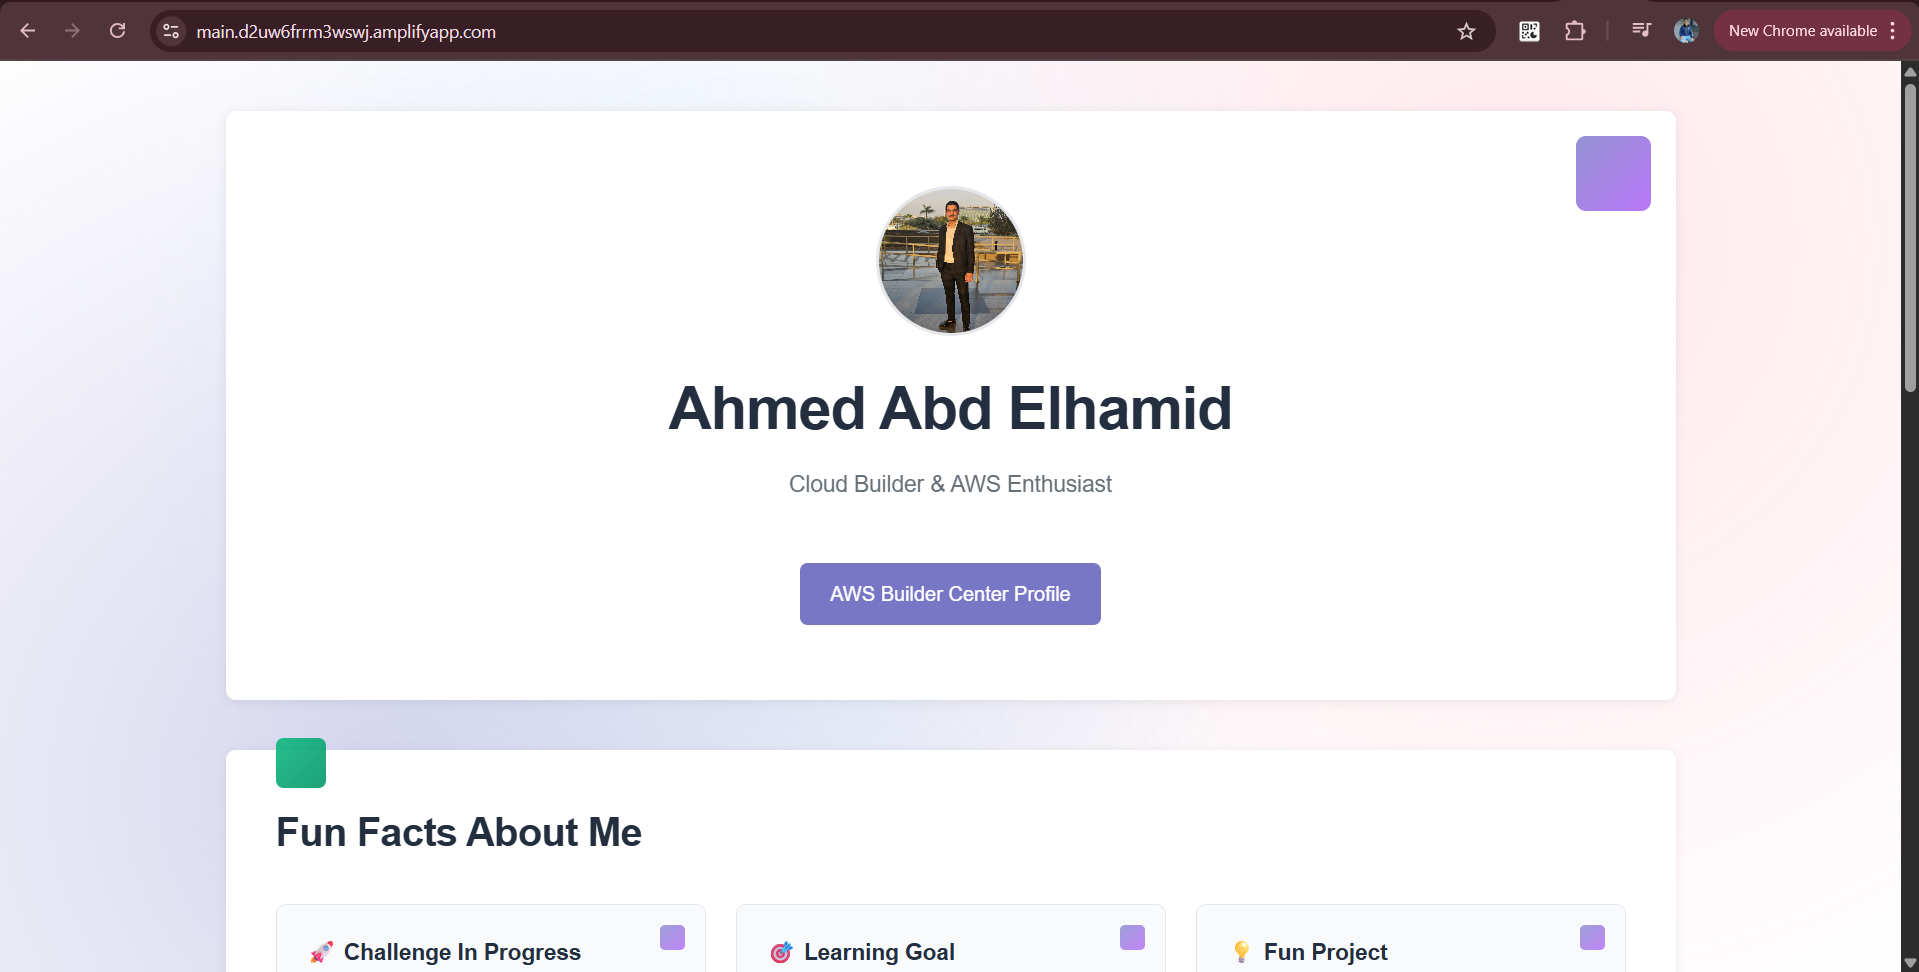 main.d2uw6frrm3wswj.amplifyapp.com
New Chrome available
Ahmed Abd Elhamid
Cloud Builder & AWS Enthusiast
AWS Builder Center Profile
Fun Facts About Me
🚀 Challenge In Progress
🎯 Learning Goal
💡 Fun Project